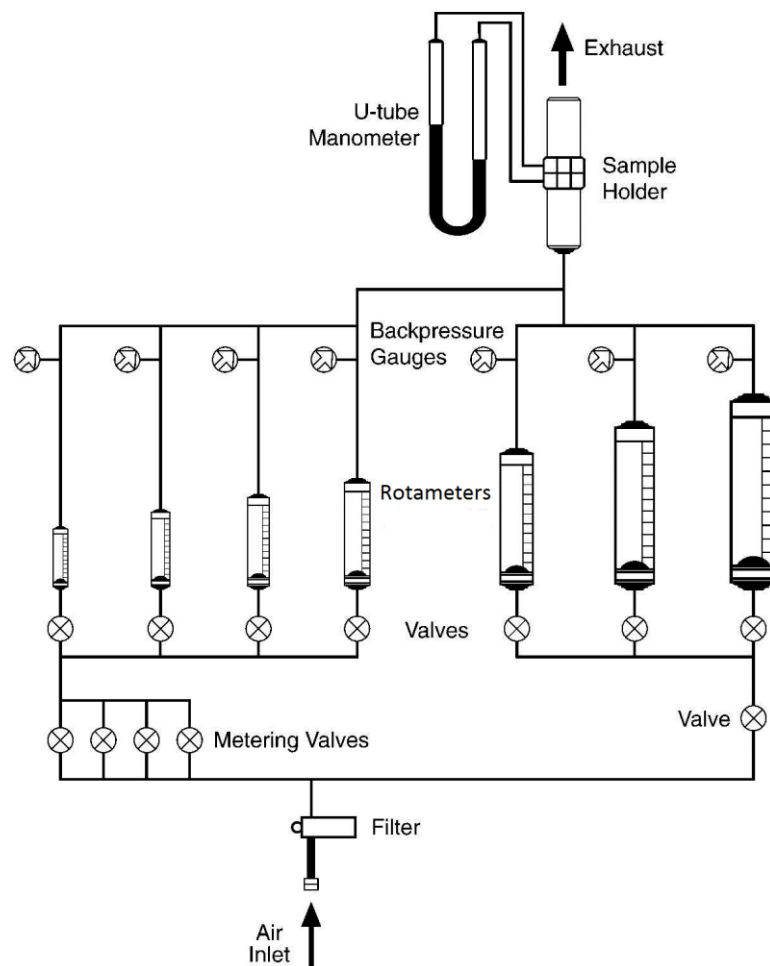 Exhaust
U-tube
Manometer
Sample
Holder
Backpressure
Gauges
Rotameters
Valves
Valve
Metering Valves
Filter
Air
Inlet